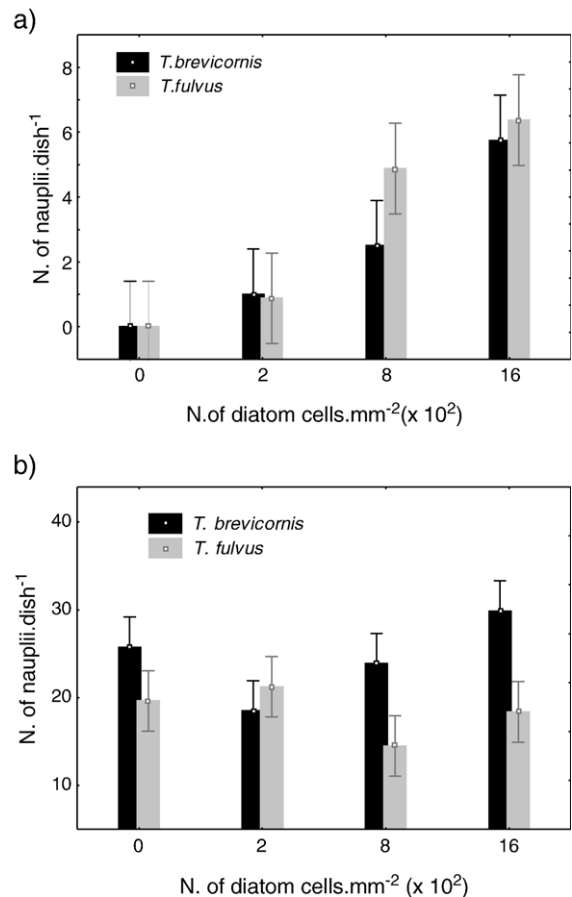 a)
T.brevicornis
T.fulvus
8
6
4
2
0
N. of nauplii.dish⁻¹
0 2 8 16
N.of diatom cells.mm⁻²(x 10²)
b)
T. brevicornis
T. fulvus
40
30
20
10
N. of nauplii.dish⁻¹
0 2 8 16
N. of diatom cells.mm⁻² (x 10²)